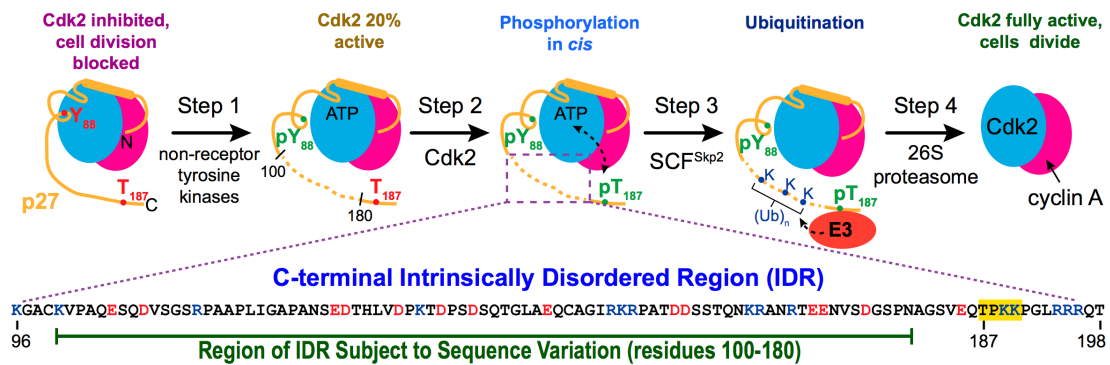 Cdk2 inhibited,
cell division
blocked
Cdk2 20%
active
Phosphorylation
in cis
Ubiquitination
Cdk2 fully active,
cells divide
Y88
N
T187
C
p27
Step 1
non-receptor
tyrosine
kinases
ATP
pY88
100
T187
180
Step 2
Cdk2
ATP
pY88
pT187
Step 3
SCFSkp2
pY88
K
K
K
(Ub)n
pT187
E3
Step 4
26S
proteasome
Cdk2
cyclin A
C-terminal Intrinsically Disordered Region (IDR)
KGACKVPAQESQDVSGSRPAAPLIGAPANSEDTHLVDPKTDPSDSQTGLAEQCAGIRKRPATDDSSTQNKRANRTEENVSDGSPNAGSVEQTPKKPGLRRRQT
96
187
198
Region of IDR Subject to Sequence Variation (residues 100-180)